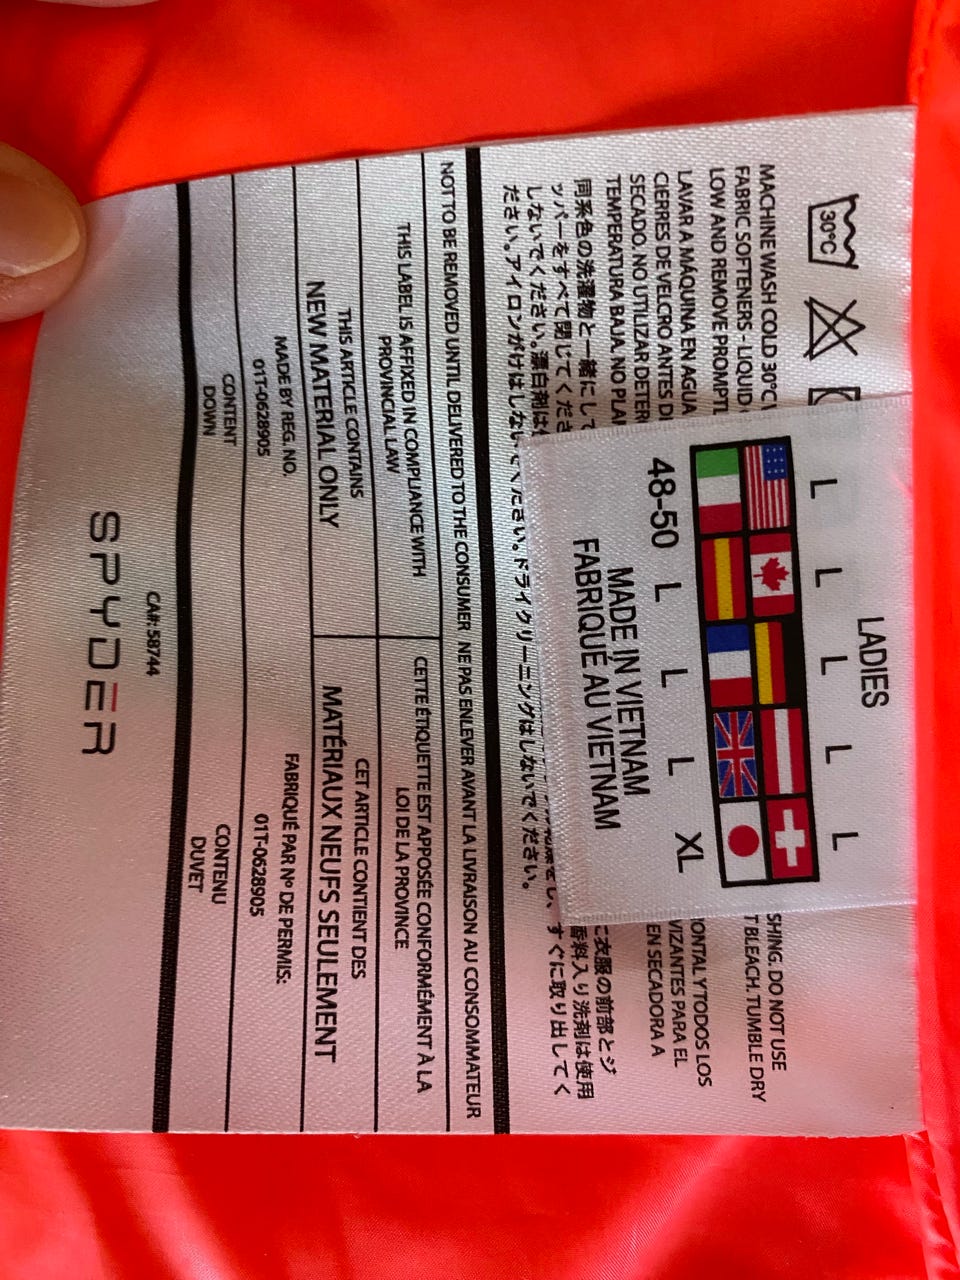 LADIES
L L L L L
48-50 L L L XL
MADE IN VIETNAM
FABRIQUÉ AU VIETNAM
30°C
MACHINE WASH COLD 30°C SHING. DO NOT USE
FABRIC SOFTENERS - LIQUID BLEACH. TUMBLE DRY
LOW AND REMOVE
LAVAR A MÁQUINA EN AGUA Y TODOS LOS
CIERRES DE VELCRO ANTES PARA EL
SECADO. NO UTILIZAR EN SECADORA A
TEMPERATURA BAJA. NO
同系色の洗濯物と一緒にして に衣服の前部とジ
ッパーをすべて閉じてくださ 香料入り洗剤は使用
しないでください。漂白剤は すぐに取り出してく
ださい。アイロンがけはしないでください。ドライクリーニングはしないでください。
NOT TO BE REMOVED UNTIL DELIVERED TO THE CONSUMER NE PAS ENLEVER AVANT LA LIVRAISON AU CONSOMMATEUR
THIS LABEL IS AFFIXED IN COMPLIANCE WITH
PROVINCIAL LAW
CETTE ÉTIQUETTE EST APPOSÉE CONFORMÉMENT À LA
LOI DE LA PROVINCE
THIS ARTICLE CONTAINS
NEW MATERIAL ONLY
CET ARTICLE CONTIENT DES
MATÉRIAUX NEUFS SEULEMENT
MADE BY REG. NO.
01T-0628905
FABRIQUÉ PAR Nº DE PERMIS:
01T-0628905
CONTENT
DOWN
CONTENU
DUVET
CA#: 58744
SPYDER